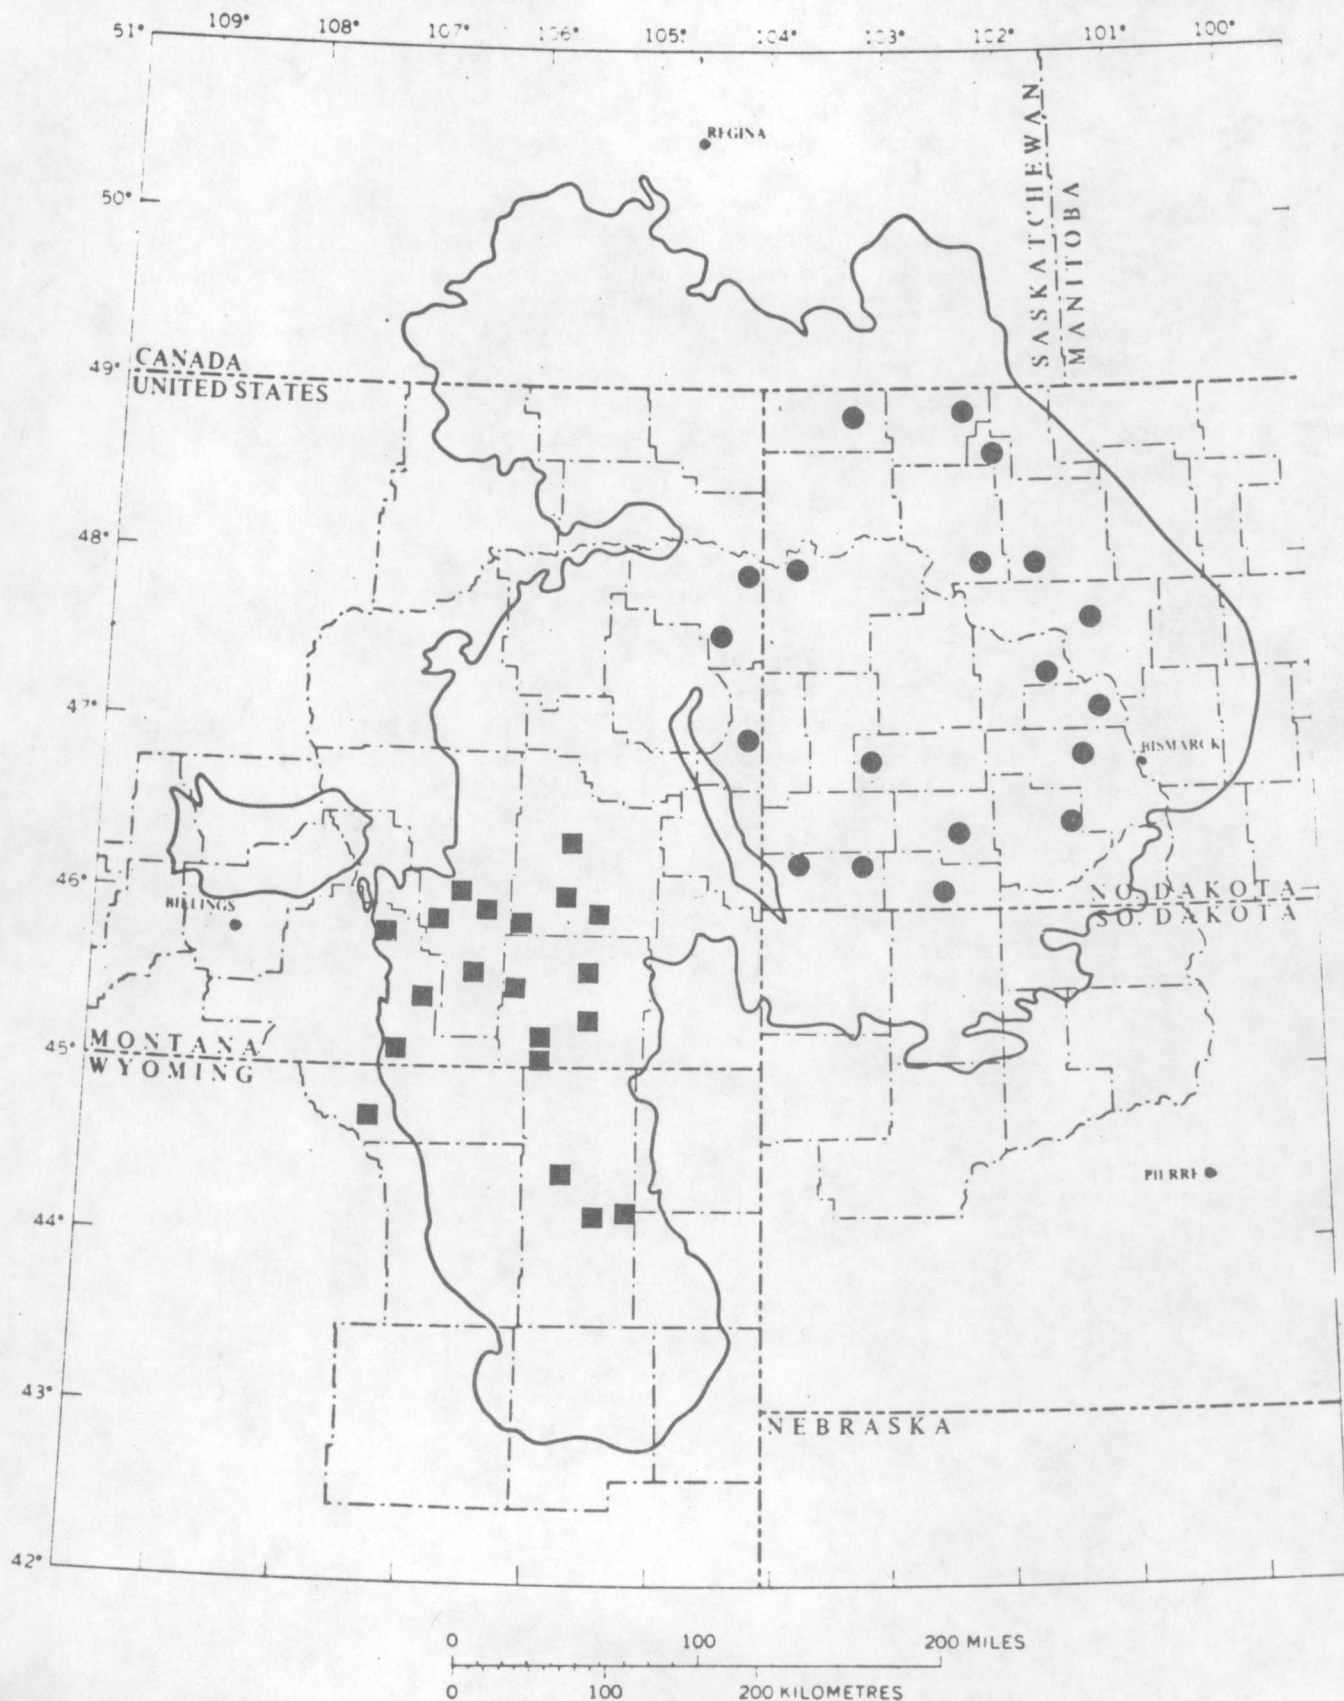 51° 109° 108° 107° 106° 105° 104° 103° 102° 101° 100°
REGINA
SASKATCHEWAN
MANITOBA
50°
CANADA
49°
UNITED STATES
48°
47°
BISMARCK
46°
NO. DAKOTA
BILLINGS
SO. DAKOTA
MONTANA
45°
WYOMING
PIERRE
44°
43°
NEBRASKA
42°
0 100 200 MILES
0 100 200 KILOMETRES